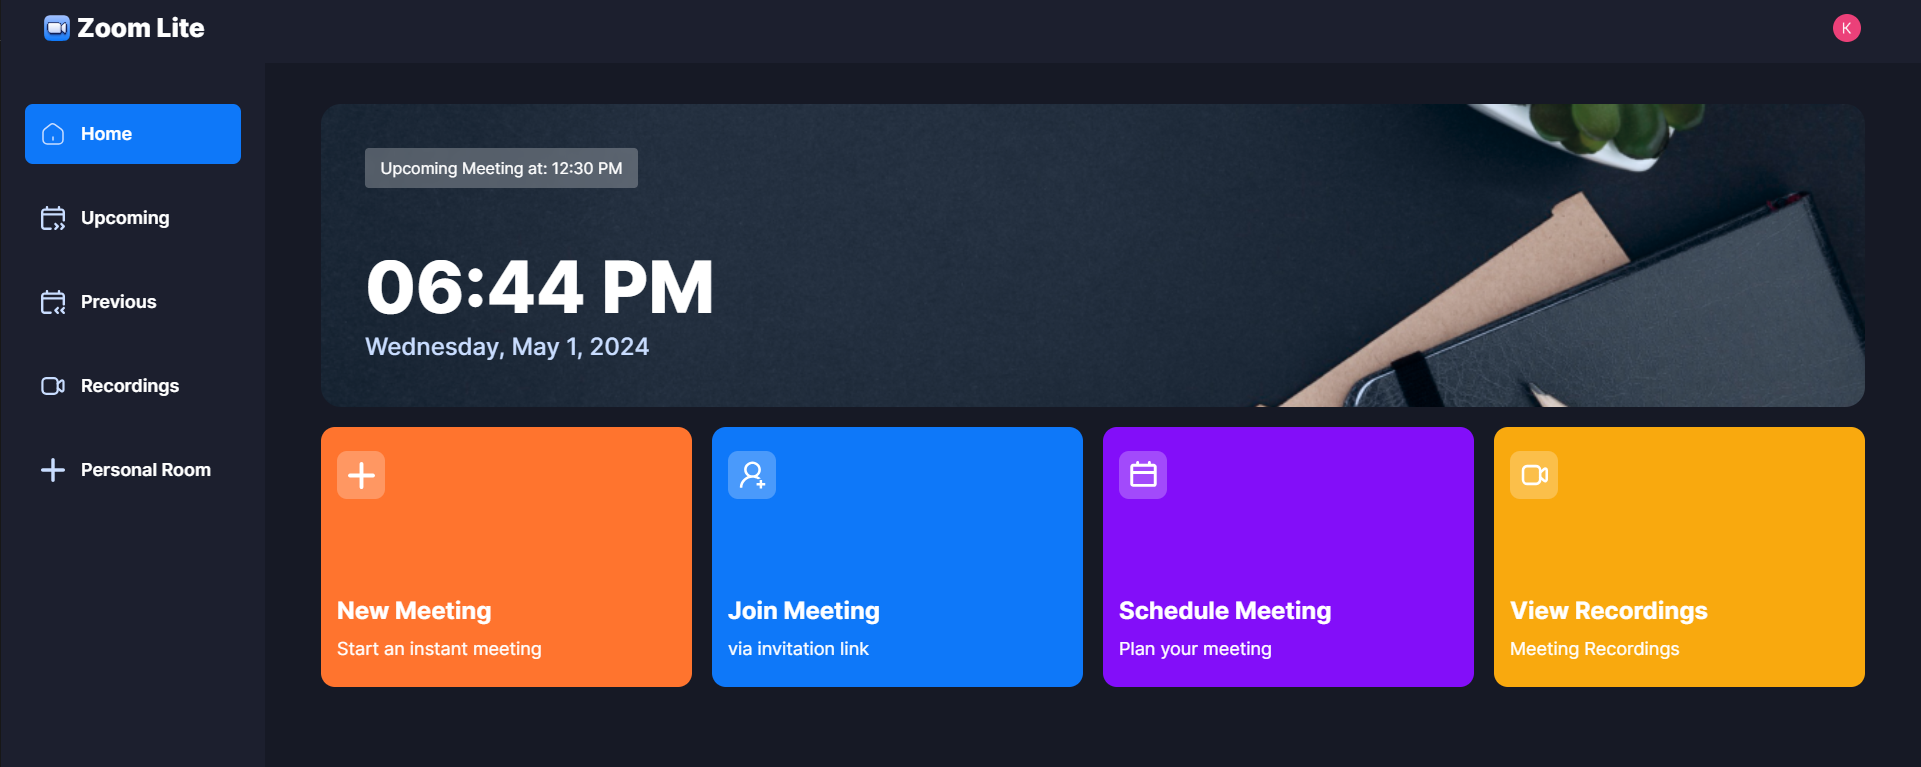 Zoom Lite
K
Home
Upcoming
Previous
Recordings
Personal Room
Upcoming Meeting at: 12:30 PM
06:44 PM
Wednesday, May 1, 2024
New Meeting
Start an instant meeting
Join Meeting
via invitation link
Schedule Meeting
Plan your meeting
View Recordings
Meeting Recordings